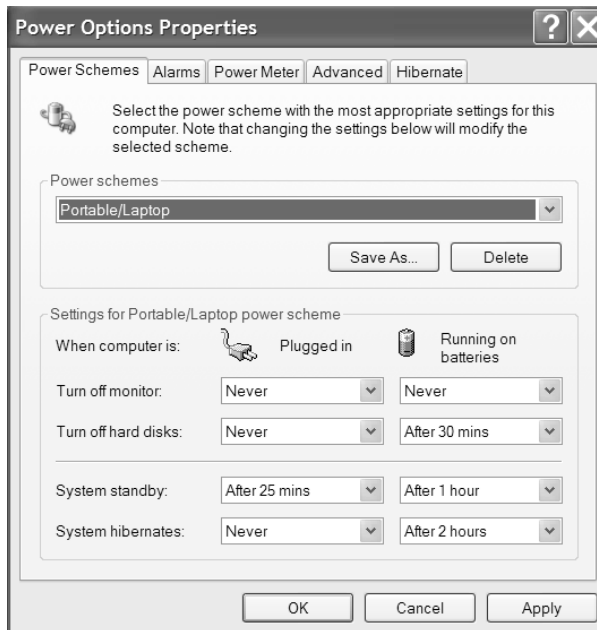 Power Options Properties
Power Schemes Alarms Power Meter Advanced Hibernate
Select the power scheme with the most appropriate settings for this
computer. Note that changing the settings below will modify the
selected scheme.
Power schemes
Portable/Laptop
Save As... Delete
Settings for Portable/Laptop power scheme
When computer is: Plugged in Running on
batteries
Turn off monitor: Never Never
Turn off hard disks: Never After 30 mins
System standby: After 25 mins After 1 hour
System hibernates: Never After 2 hours
OK Cancel Apply